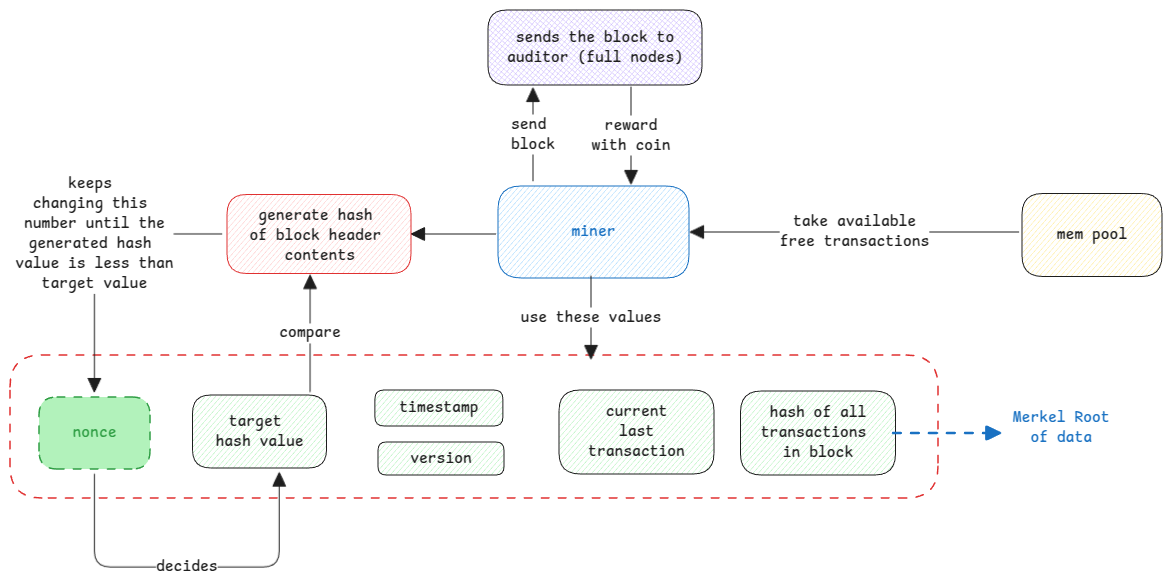 sends the block to
auditor (full nodes)
send
block
reward
with coin
keeps
changing this
number until the
generated hash
value is less than
target value
generate hash
of block header
contents
miner
take available
free transactions
mem pool
compare
use these values
nonce
target
hash value
timestamp
version
current
last
transaction
hash of all
transactions
in block
Merkel Root
of data
decides